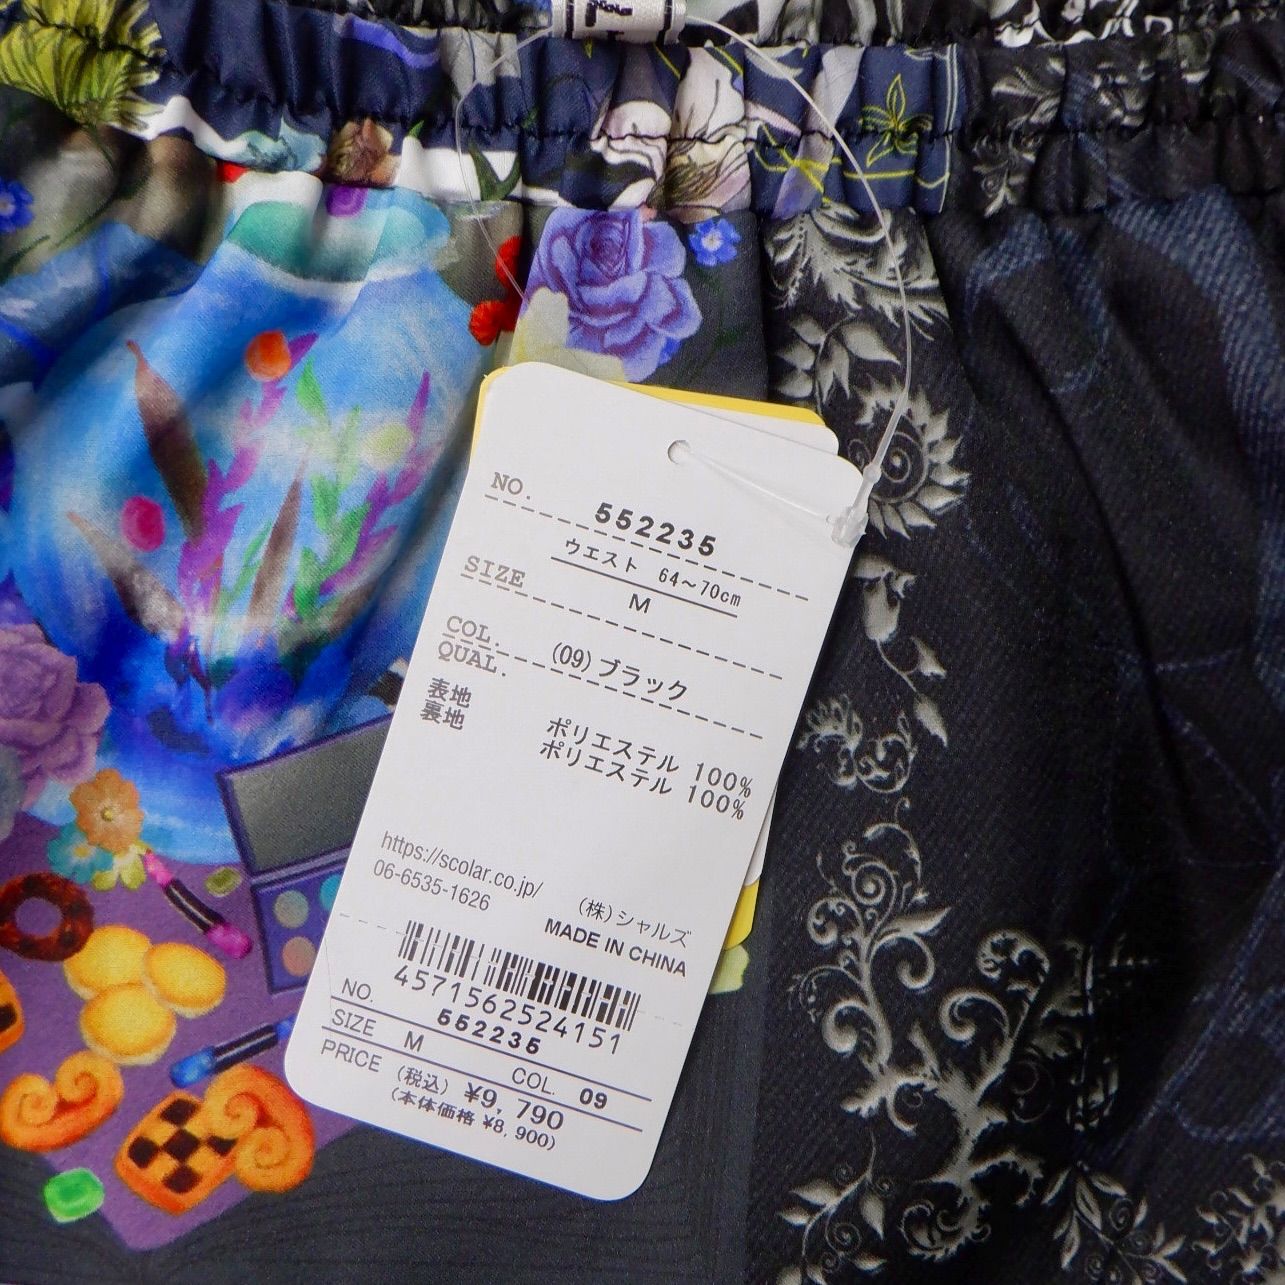 NO.
552235
ウエスト 64～70cm
SIZE
M
COL.
(09)ブラック
QUAL.
表地 ポリエステル 100%
裏地 ポリエステル 100%
https://scolar.co.jp/
06-6535-1626
(株)シャルズ
MADE IN CHINA
4571562524151
NO. 552235
SIZE M COL. 09
PRICE (税込) ¥9,790
(本体価格 ¥8,900)